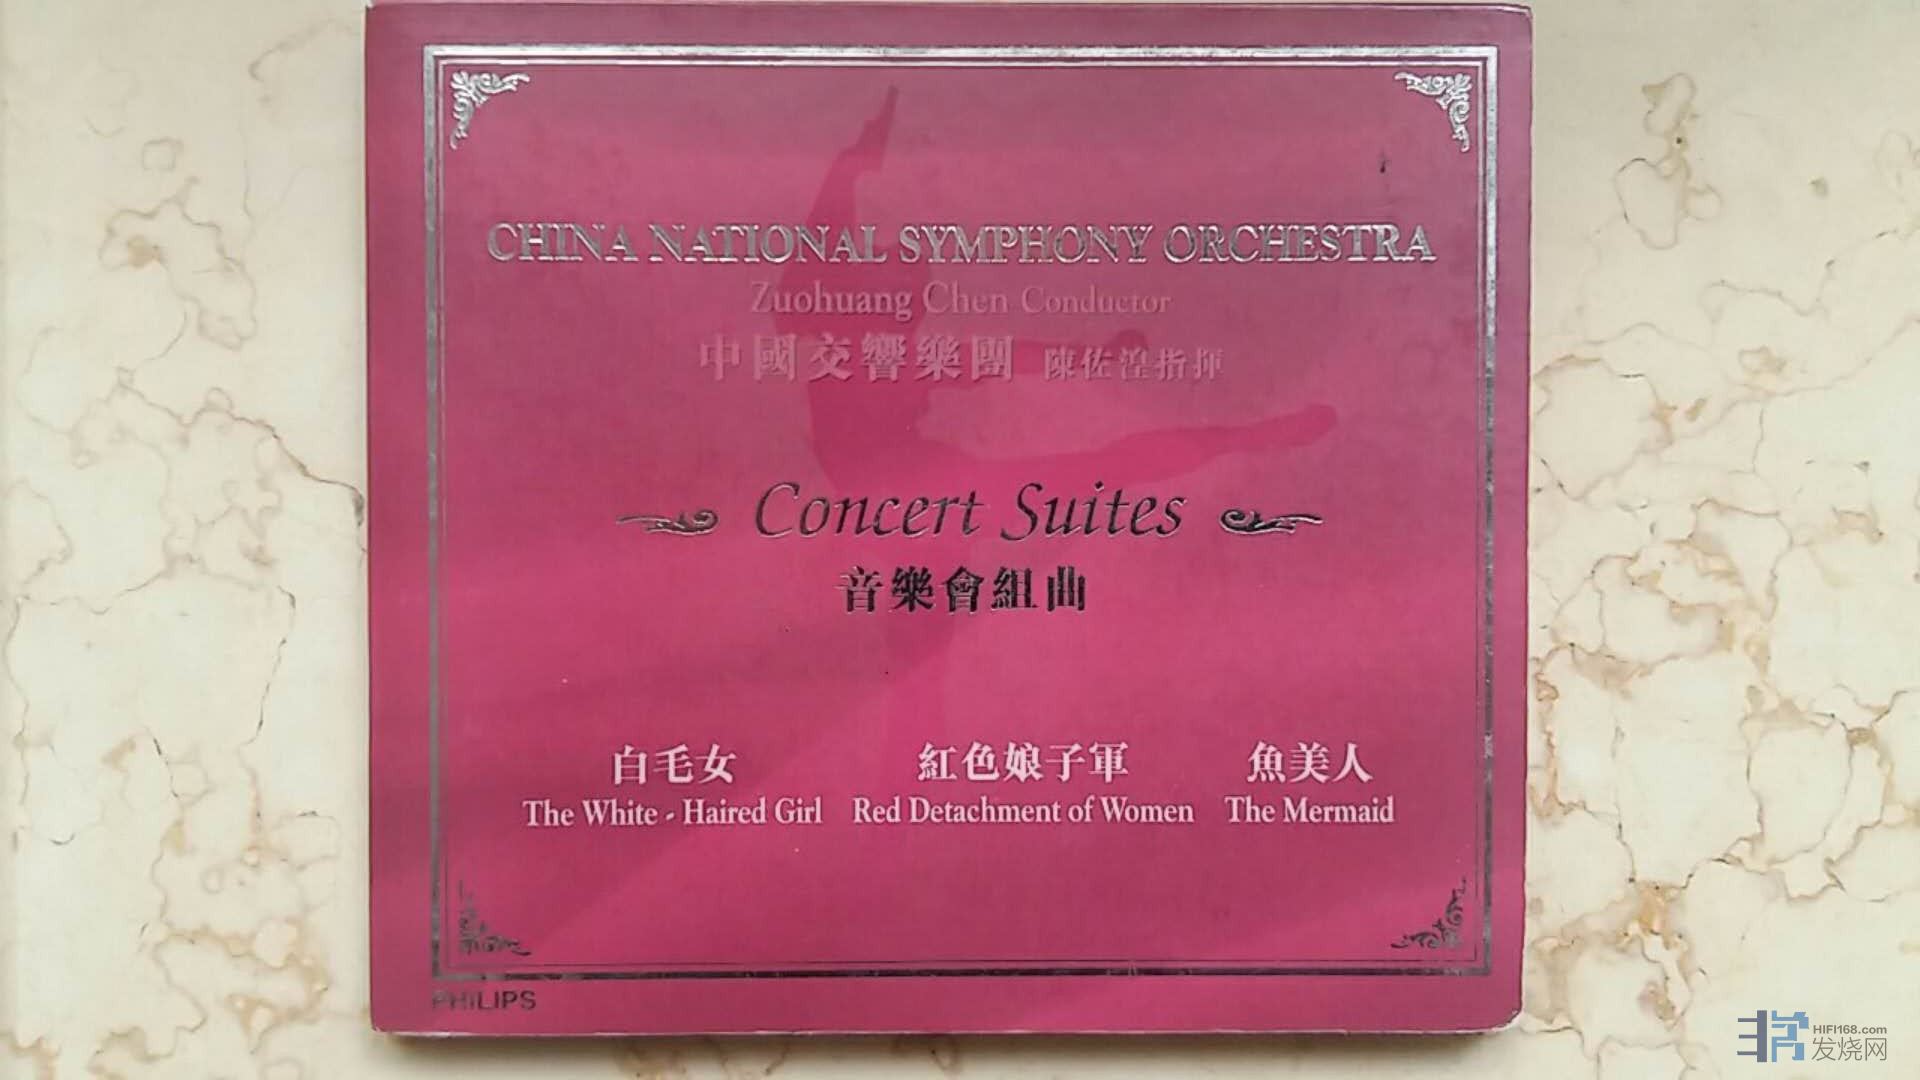 CHINA NATIONAL SYMPHONY ORCHESTRA
Zuohuang Chen Conductor
中國交響樂團 陳佐湟指揮
Concert Suites
音樂會組曲
白毛女 紅色娘子軍 魚美人
The White - Haired Girl Red Detachment of Women The Mermaid
PHILIPS
HIFI168.com
发烧网